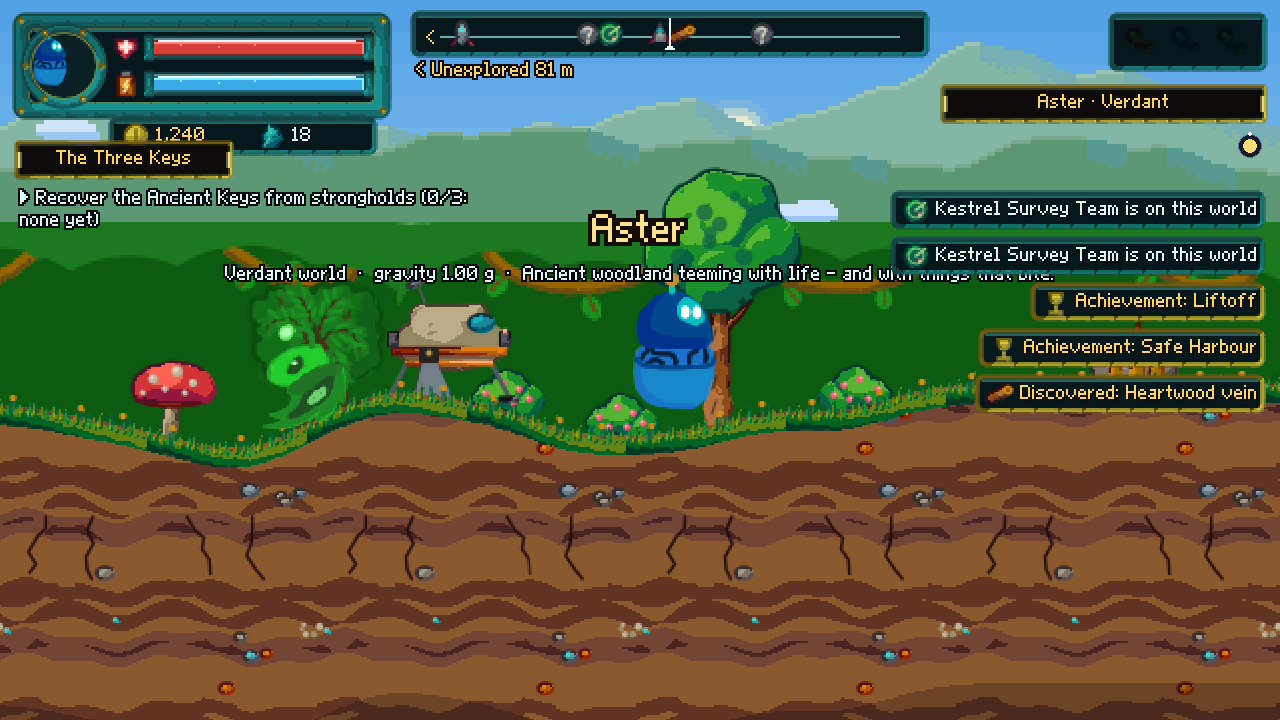 < Unexplored 81 m
Aster · Verdant
1,240
18
The Three Keys
Recover the Ancient Keys from strongholds (0/3:
none yet)
Kestrel Survey Team is on this world
Aster
Kestrel Survey Team is on this world
Verdant world · gravity 1.00 g · Ancient woodland teeming with life - and with things that bite.
Achievement: Liftoff
Achievement: Safe Harbour
Discovered: Heartwood vein